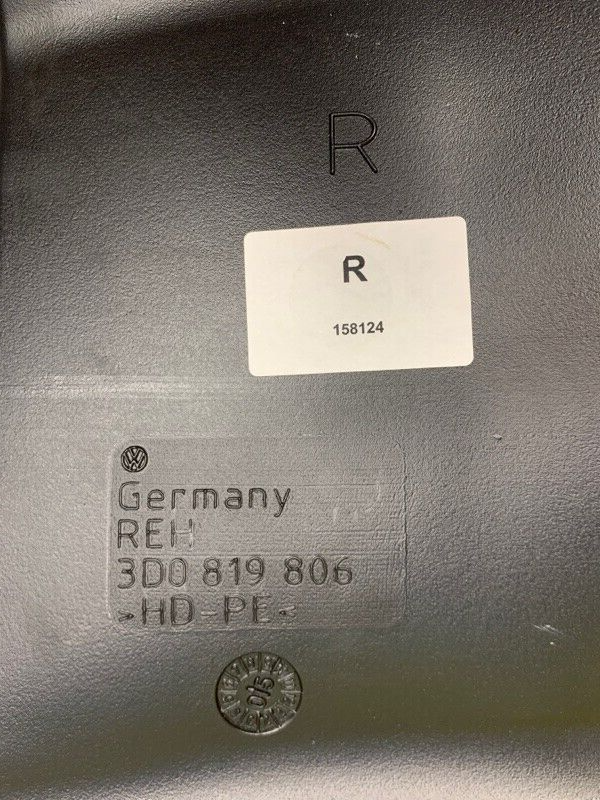 R
R
158124
Germany
REH
3D0 819 806
>HD-PE<